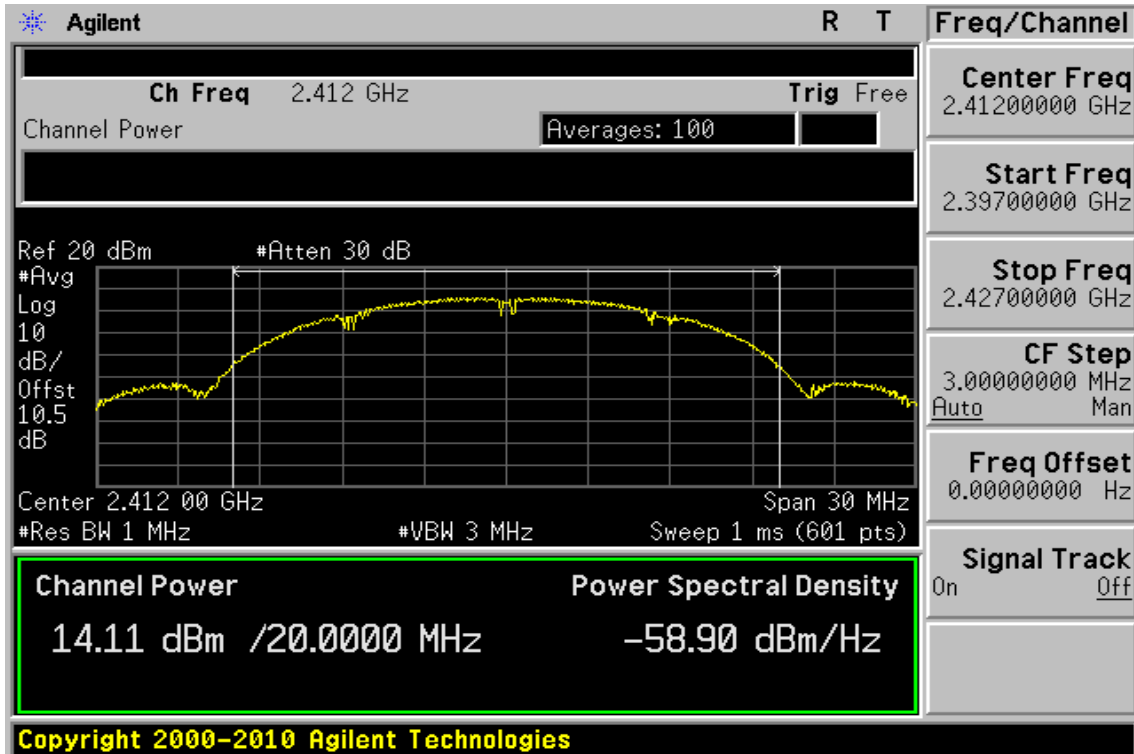 Agilent R T Freq/Channel
Ch Freq 2.412 GHz Trig Free
Channel Power Averages: 100
Center Freq
2.41200000 GHz
Start Freq
2.39700000 GHz
Stop Freq
2.42700000 GHz
CF Step
3.00000000 MHz
Auto Man
Freq Offset
0.00000000 Hz
Signal Track
On Off
Ref 20 dBm #Atten 30 dB
#Avg
Log
10
dB/
Offst
10.5
dB
Center 2.412 00 GHz Span 30 MHz
#Res BW 1 MHz #VBW 3 MHz Sweep 1 ms (601 pts)
Channel Power Power Spectral Density
14.11 dBm /20.0000 MHz -58.90 dBm/Hz
Copyright 2000-2010 Agilent Technologies